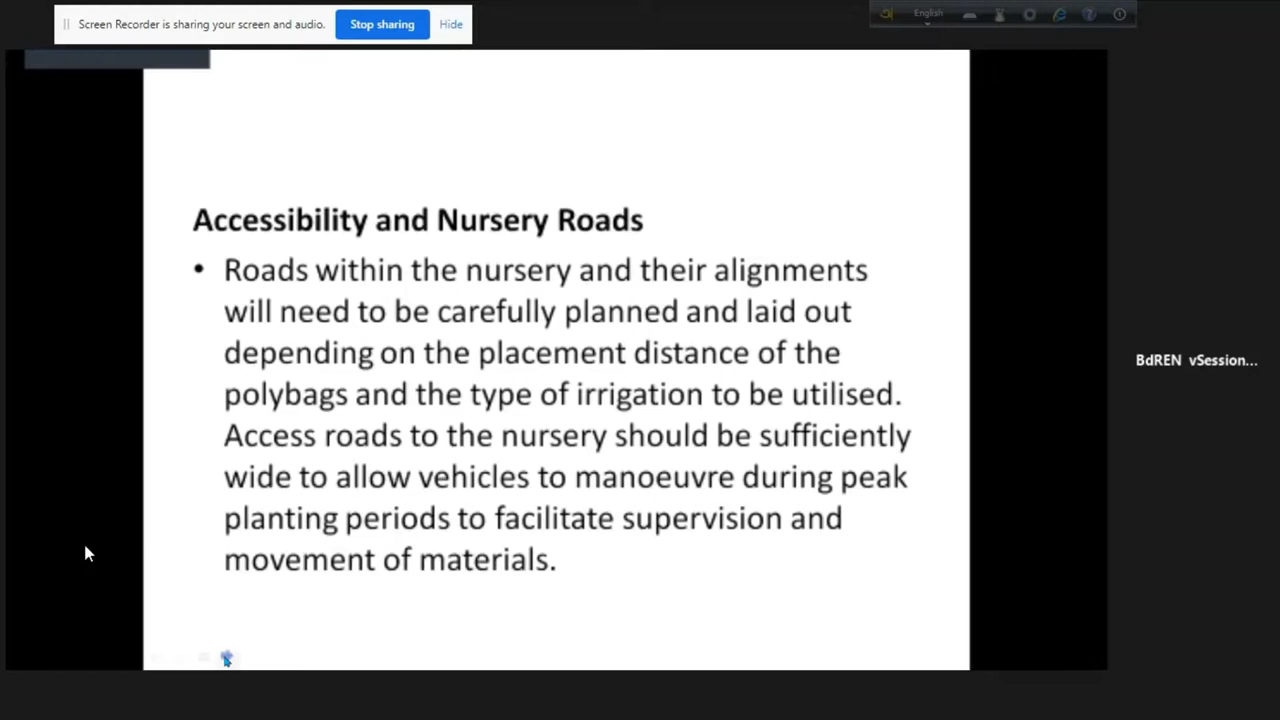 Screen Recorder is sharing your screen and audio.
Stop sharing
Hide
English
Accessibility and Nursery Roads
• Roads within the nursery and their alignments
will need to be carefully planned and laid out
depending on the placement distance of the
polybags and the type of irrigation to be utilised.
Access roads to the nursery should be sufficiently
wide to allow vehicles to manoeuvre during peak
planting periods to facilitate supervision and
movement of materials.
BdREN vSession...